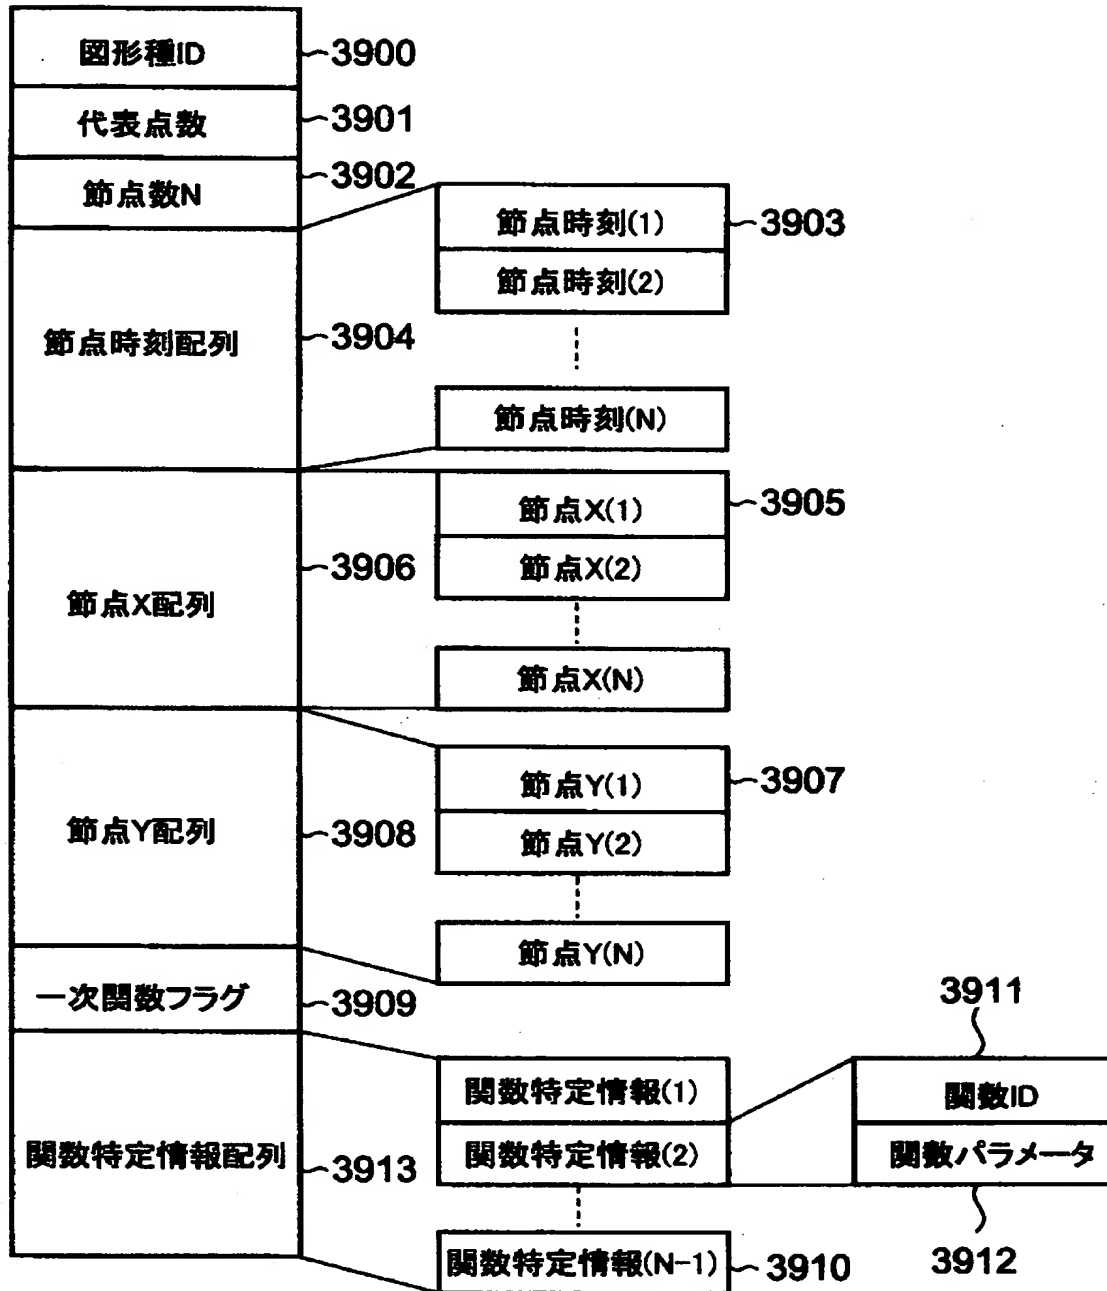 図形種ID
3900
代表点数
3901
節点数N
3902
節点時刻(1)
3903
節点時刻(2)
節点時刻配列
3904
節点時刻(N)
節点X(1)
3905
節点X(2)
節点X配列
3906
節点X(N)
節点Y(1)
3907
節点Y(2)
節点Y配列
3908
節点Y(N)
一次関数フラグ
3909
関数特定情報(1)
3911
関数ID
関数特定情報配列
3913
関数特定情報(2)
関数パラメータ
3912
関数特定情報(N-1)
3910